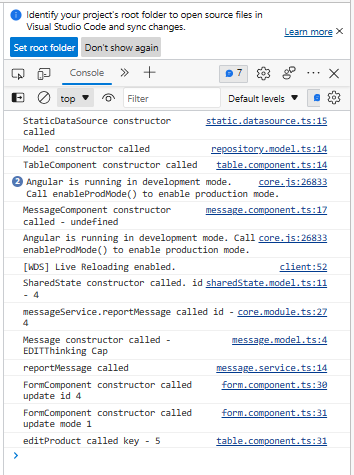 Identify your project's root folder to open source files in
Visual Studio Code and sync changes.
Learn more
Set root folder Don't show again
Console 7
top Filter Default levels
StaticDataSource constructor static.datasource.ts:15
called
Model constructor called repository.model.ts:14
TableComponent constructor called table.component.ts:14
2 Angular is running in development mode. core.js:26833
Call enableProdMode() to enable production mode.
MessageComponent constructor message.component.ts:17
called - undefined
Angular is running in development mode. Call core.js:26833
enableProdMode() to enable production mode.
[WDS] Live Reloading enabled. client:52
SharedState constructor called. id sharedState.model.ts:11
- 4
messageService.reportMessage called id - core.module.ts:27
4
Message constructor called - message.model.ts:4
EDITThinking Cap
reportMessage called message.service.ts:14
FormComponent constructor called form.component.ts:30
update id 4
FormComponent constructor called form.component.ts:31
update mode 1
editProduct called key - 5 table.component.ts:31